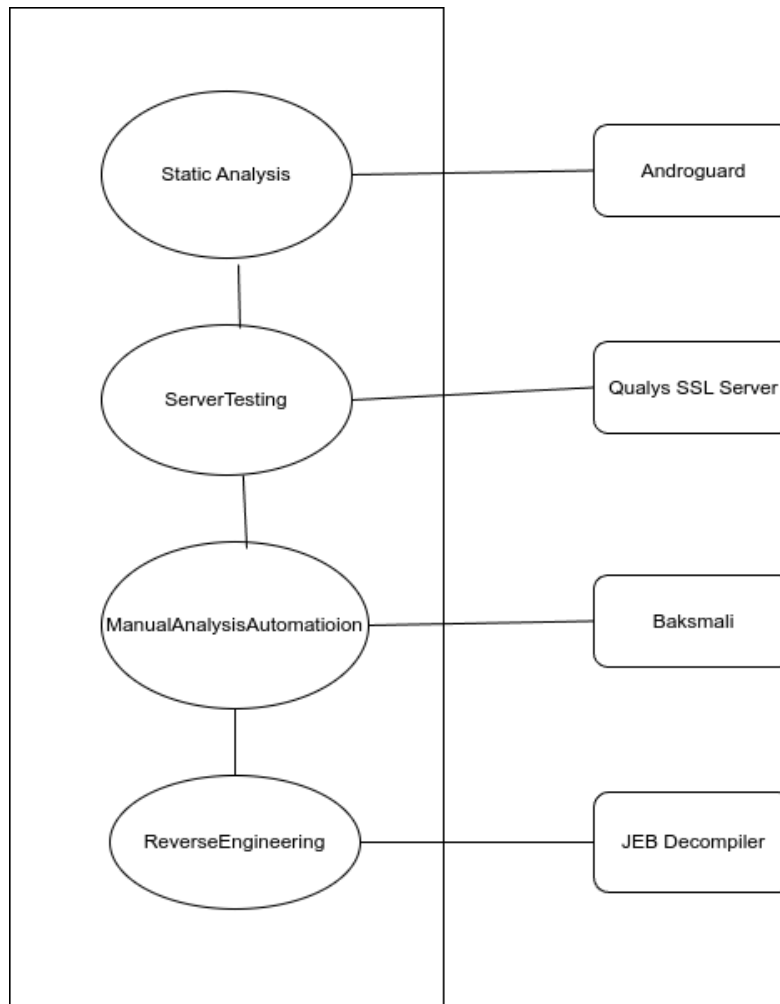 Static Analysis
Androguard
ServerTesting
Qualys SSL Server
ManualAnalysisAutomatioion
Baksmali
ReverseEngineering
JEB Decompiler